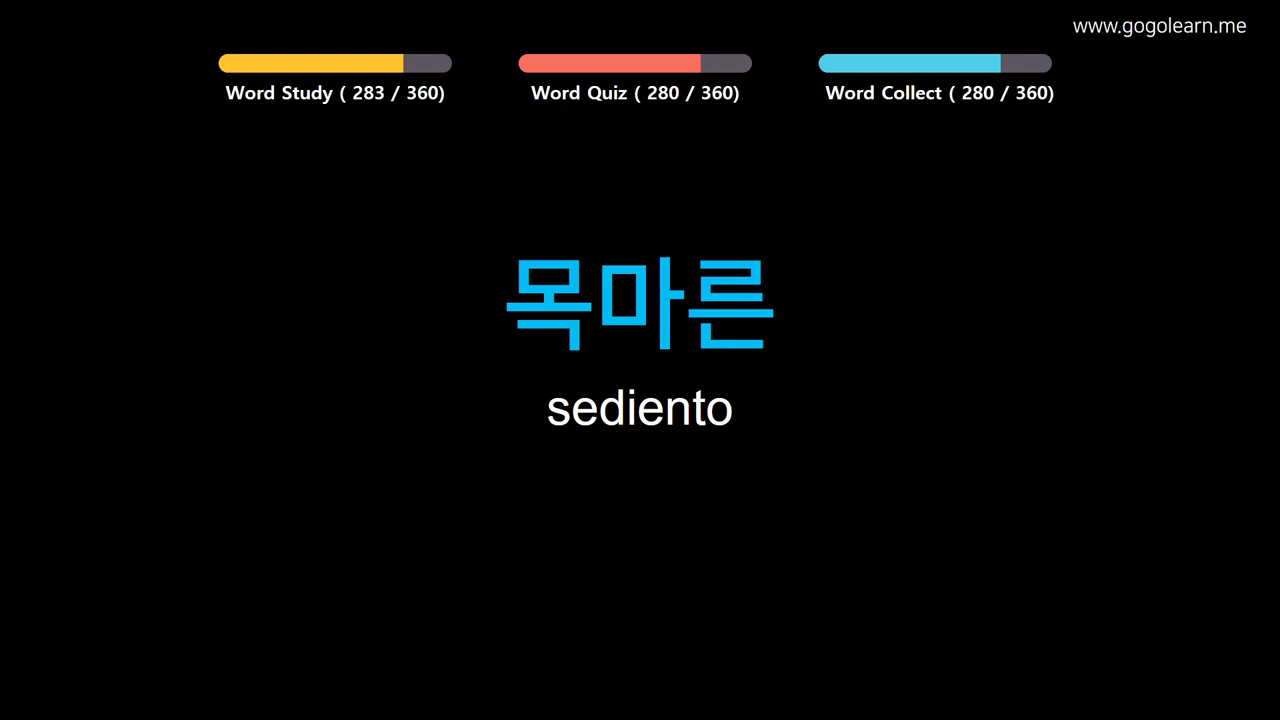 www.gogolearn.me
Word Study ( 283 / 360)
Word Quiz ( 280 / 360)
Word Collect ( 280 / 360)
목마른
sediento